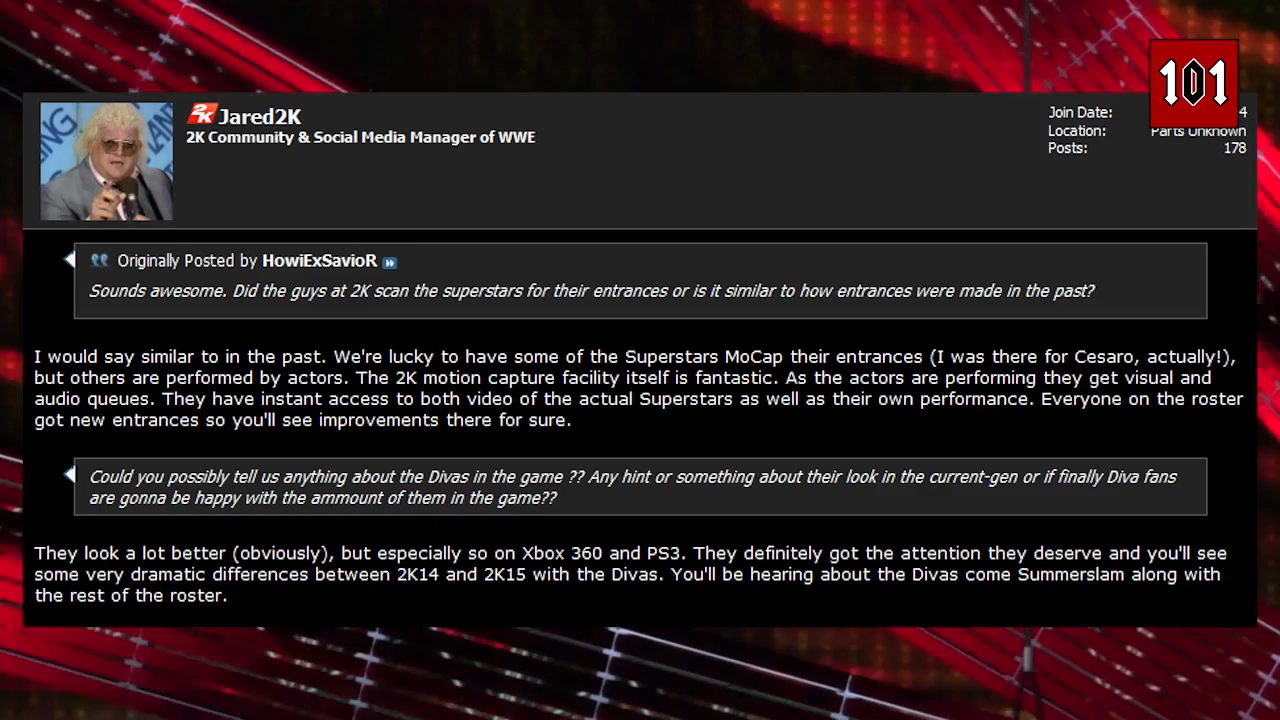 101
2K Jared2K
2K Community & Social Media Manager of WWE
Join Date: 4
Location: Parts Unknown
Posts: 178
Originally Posted by HowiExSavioR
Sounds awesome. Did the guys at 2K scan the superstars for their entrances or is it similar to how entrances were made in the past?
I would say similar to in the past. We're lucky to have some of the Superstars MoCap their entrances (I was there for Cesaro, actually!),
but others are performed by actors. The 2K motion capture facility itself is fantastic. As the actors are performing they get visual and
audio queues. They have instant access to both video of the actual Superstars as well as their own performance. Everyone on the roster
got new entrances so you'll see improvements there for sure.
Could you possibly tell us anything about the Divas in the game ?? Any hint or something about their look in the current-gen or if finally Diva fans
are gonna be happy with the ammount of them in the game??
They look a lot better (obviously), but especially so on Xbox 360 and PS3. They definitely got the attention they deserve and you'll see
some very dramatic differences between 2K14 and 2K15 with the Divas. You'll be hearing about the Divas come Summerslam along with
the rest of the roster.